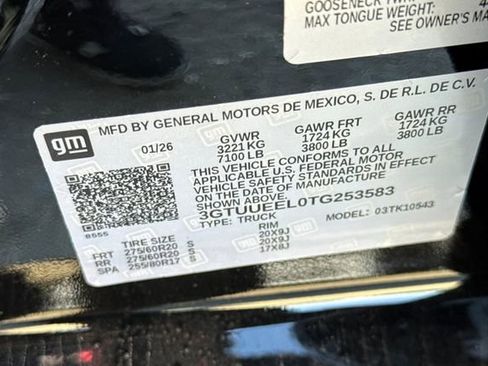 GOOSENECK
MAX TONGUE WEIGHT:
SEE OWNER'S MA
gm
MFD BY GENERAL MOTORS DE MEXICO, S. DE R.L. DE C.V.
01/26 GVWR GAWR FRT GAWR RR
3221 KG 1724 KG 1724 KG
7100 LB 3800 LB 3800 LB
THIS VEHICLE CONFORMS TO ALL
APPLICABLE U.S. FEDERAL MOTOR
VEHICLE SAFETY STANDARDS IN EFFECT
ON THE DATE OF MANUFACTURE
SHOWN ABOVE.
3GTUUEEL0TG253583
TYPE: TRUCK MODEL: 03TK10543
8555
TIRE SIZE RIM
FRT 275/60R20 S 20X9J
RR 275/60R20 S 20X9J
SPA 255/80R17 S 17X8J